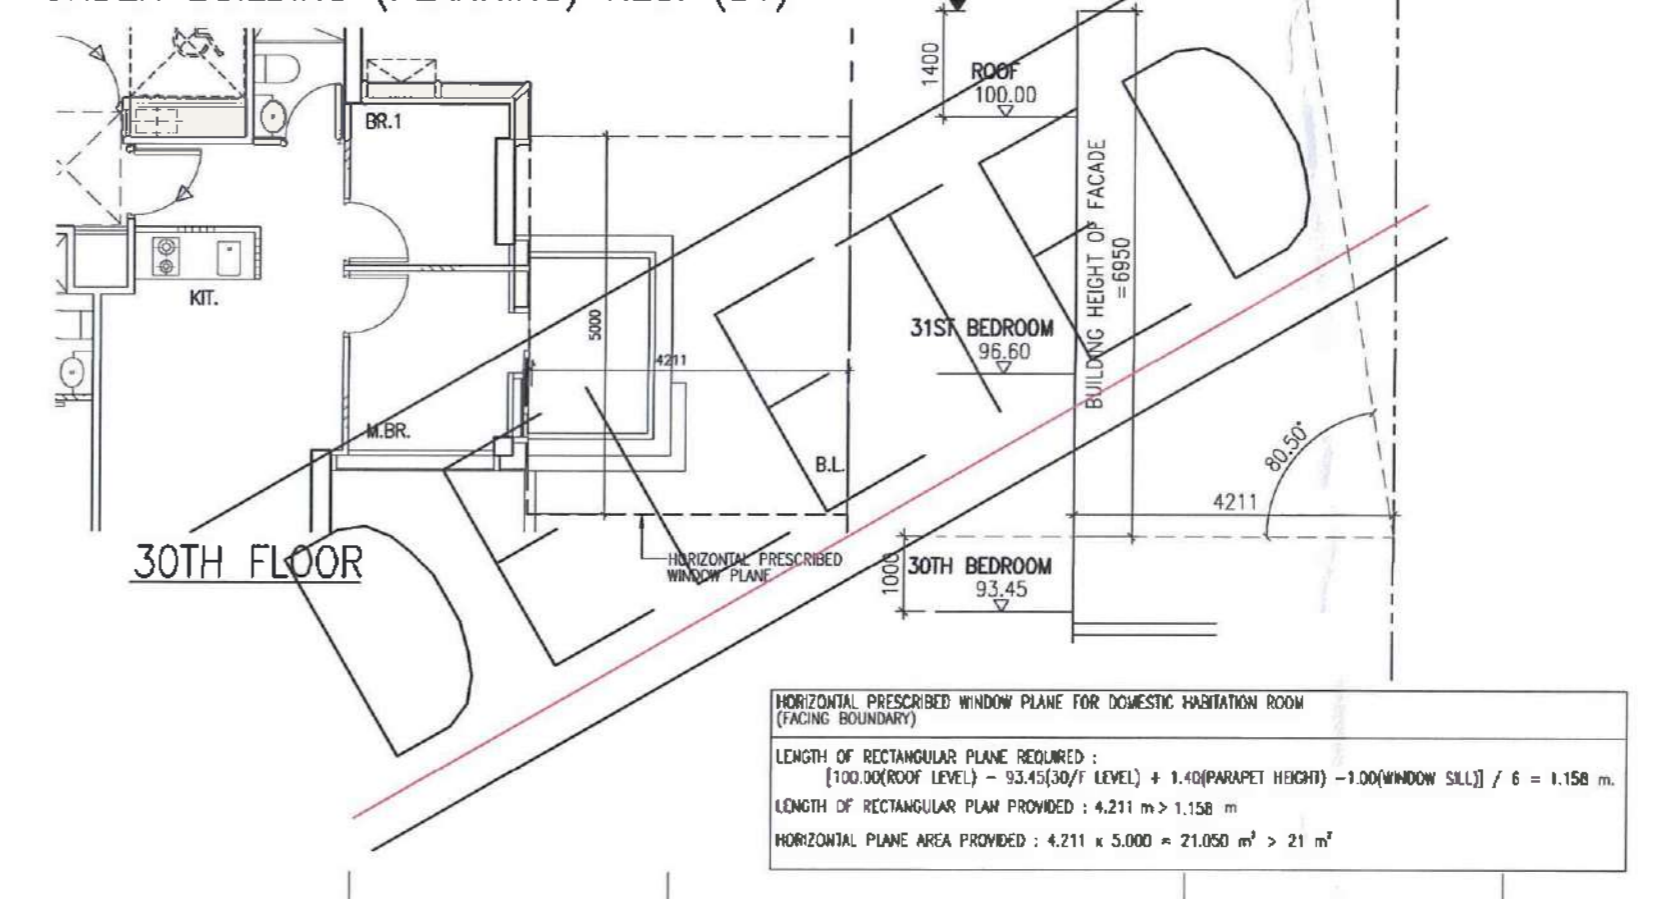 30TH FLOOR
BR.1
KIT.
M.BR.
5000
4211
B.L.
HORIZONTAL PRESCRIBED
WINDOW PLANE
DELETED
1400
ROOF
100.00
BUILDING HEIGHT OF FACADE
=6950
31ST BEDROOM
96.60
80.50°
4211
1000
30TH BEDROOM
93.45
HORIZONTAL PRESCRIBED WINDOW PLANE FOR DOMESTIC HABITATION ROOM
(FACING BOUNDARY)
LENGTH OF RECTANGULAR PLANE REQUIRED :
[100.00(ROOF LEVEL) - 93.45(30/F LEVEL) + 1.40(PARAPET HEIGHT) -1.00(WINDOW SILL)] / 6 = 1.158 m.
LENGTH OF RECTANGULAR PLAN PROVIDED : 4.211 m > 1.158 m
HORIZONTAL PLANE AREA PROVIDED : 4.211 x 5.000 = 21.050 m² > 21 m²